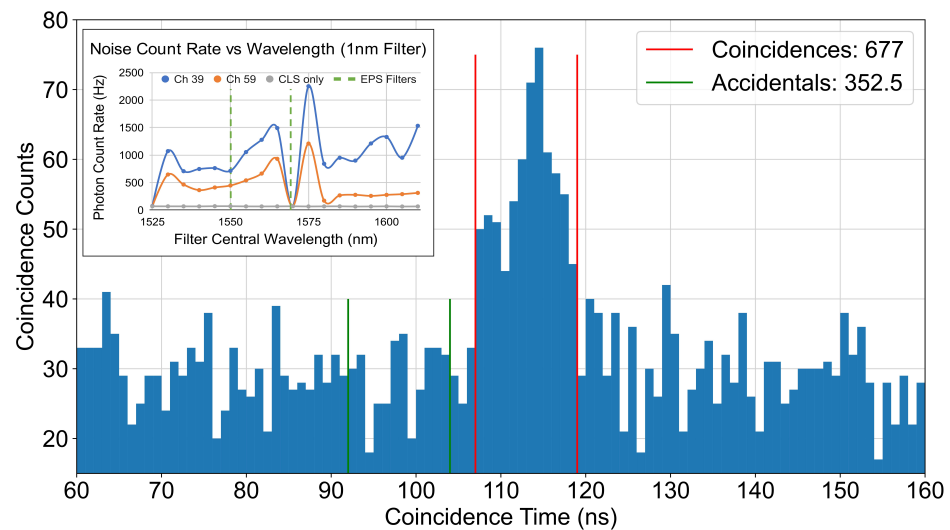 Noise Count Rate vs Wavelength (1nm Filter)
Ch 39 Ch 59 CLS only EPS Filters
Photon Count Rate (Hz)
2500
2000
1500
1000
500
0
1525 1550 1575 1600
Filter Central Wavelength (nm)
Coincidences: 677
Accidentals: 352.5
Coincidence Counts
80
70
60
50
40
30
20
60 70 80 90 100 110 120 130 140 150 160
Coincidence Time (ns)